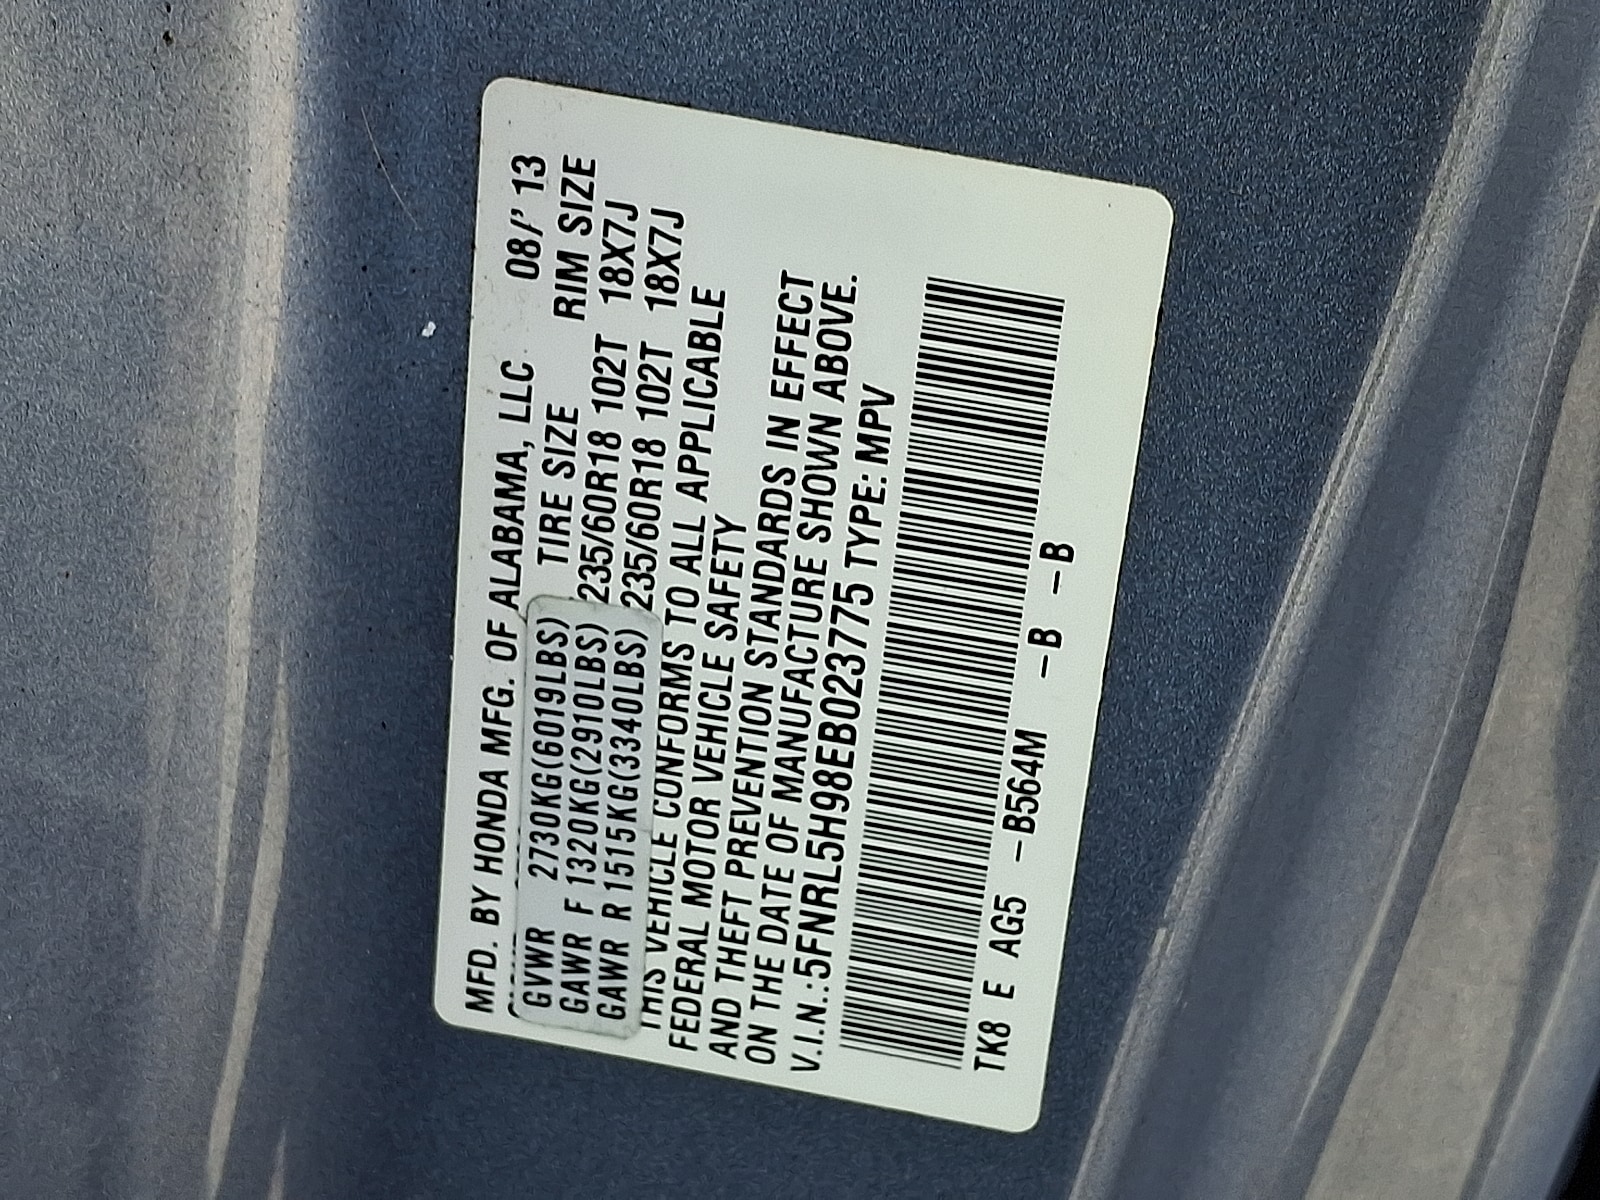 MFD. BY HONDA MFG. OF ALABAMA, LLC 08/'13
TIRE SIZE RIM SIZE
GVWR 2730KG(6019LBS)
GAWR F 1320KG(2910LBS) 235/60R18 102T 18X7J
GAWR R 1515KG(3340LBS) 235/60R18 102T 18X7J
THIS VEHICLE CONFORMS TO ALL APPLICABLE
FEDERAL MOTOR VEHICLE SAFETY
AND THEFT PREVENTION STANDARDS IN EFFECT
ON THE DATE OF MANUFACTURE SHOWN ABOVE.
V.I.N.:5FNRL5H98EB023775 TYPE: MPV
TK8 E AG5 –B564M –B –B